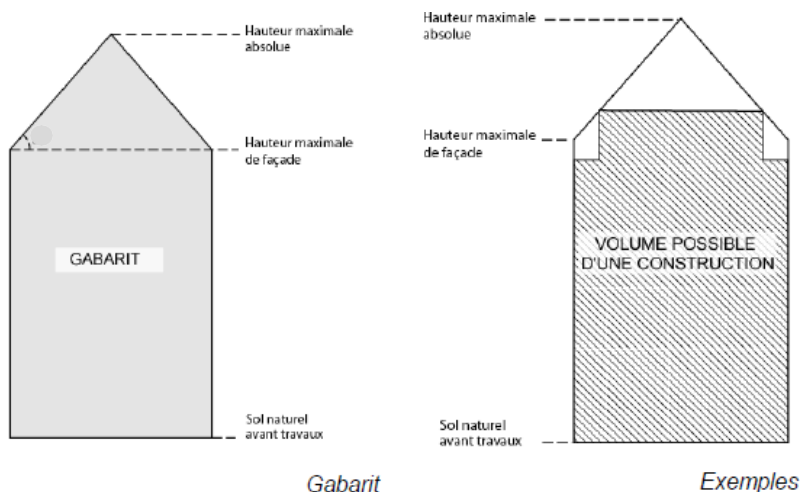 Hauteur maximale
absolue
Hauteur maximale
de façade
GABARIT
Sol naturel
avant travaux
Gabarit
Hauteur maximale
absolue
Hauteur maximale
de façade
VOLUME POSSIBLE
D'UNE CONSTRUCTION
Sol naturel
avant travaux
Exemples